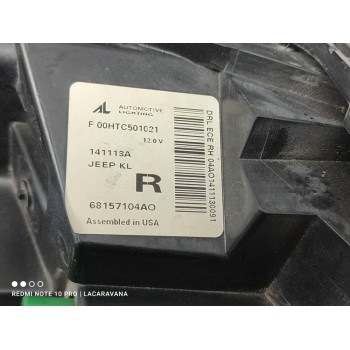 AL AUTOMOTIVE
LIGHTING
F 00HTC501021
12.0 V
141113A
JEEP KL
R
68157104AO
Assembled in USA
DRL ECE RH 04AO1411130091
REDMI NOTE 10 PRO | LACARAVANA